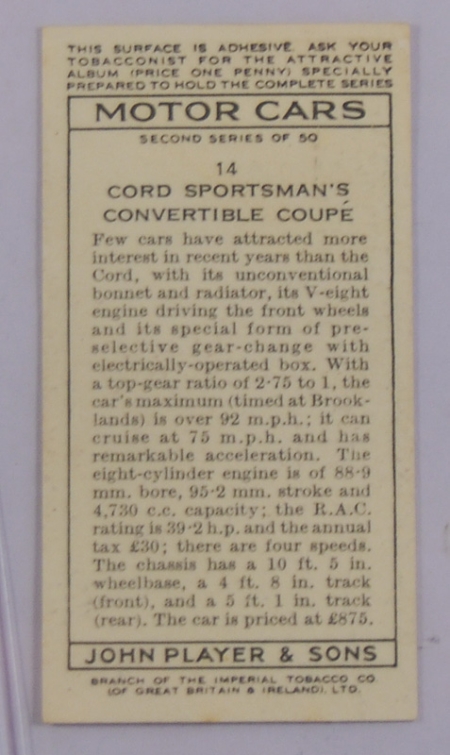 THIS SURFACE IS ADHESIVE. ASK YOUR
TOBACCONIST FOR THE ATTRACTIVE
ALBUM (PRICE ONE PENNY) SPECIALLY
PREPARED TO HOLD THE COMPLETE SERIES
MOTOR CARS
SECOND SERIES OF 50
14
CORD SPORTSMAN'S
CONVERTIBLE COUPÉ
Few cars have attracted more
interest in recent years than the
Cord, with its unconventional
bonnet and radiator, its V-eight
engine driving the front wheels
and its special form of pre-
selective gear-change with
electrically-operated box. With
a top-gear ratio of 2·75 to 1, the
car's maximum (timed at Brook-
lands) is over 92 m.p.h.; it can
cruise at 75 m.p.h. and has
remarkable acceleration. The
eight-cylinder engine is of 88·9
mm. bore, 95·2 mm. stroke and
4,730 c.c. capacity; the R.A.C.
rating is 39·2 h.p. and the annual
tax £30; there are four speeds.
The chassis has a 10 ft. 5 in.
wheelbase, a 4 ft. 8 in. track
(front), and a 5 ft. 1 in. track
(rear). The car is priced at £875.
JOHN PLAYER & SONS
BRANCH OF THE IMPERIAL TOBACCO CO.
(OF GREAT BRITAIN & IRELAND), LTD.